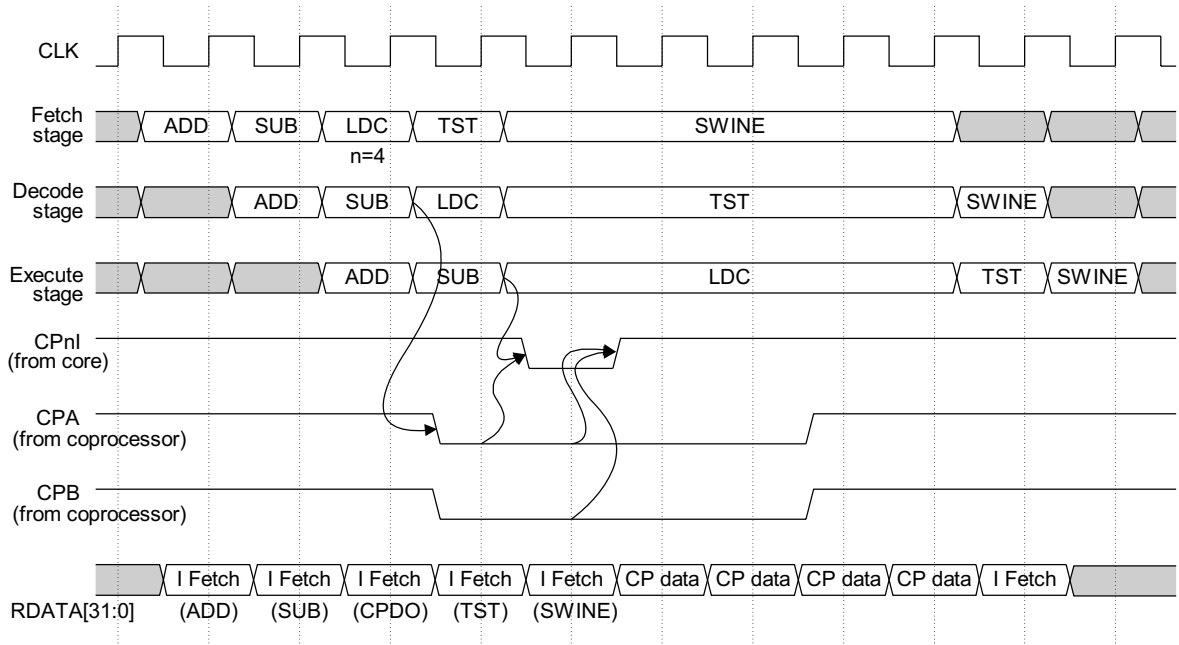 CLK
Fetch stage ADD SUB LDC TST SWINE
n=4
Decode stage ADD SUB LDC TST SWINE
Execute stage ADD SUB LDC TST SWINE
CPnI
(from core)
CPA
(from coprocessor)
CPB
(from coprocessor)
I Fetch I Fetch I Fetch I Fetch I Fetch CP data CP data CP data CP data I Fetch
RDATA[31:0] (ADD) (SUB) (CPDO) (TST) (SWINE)